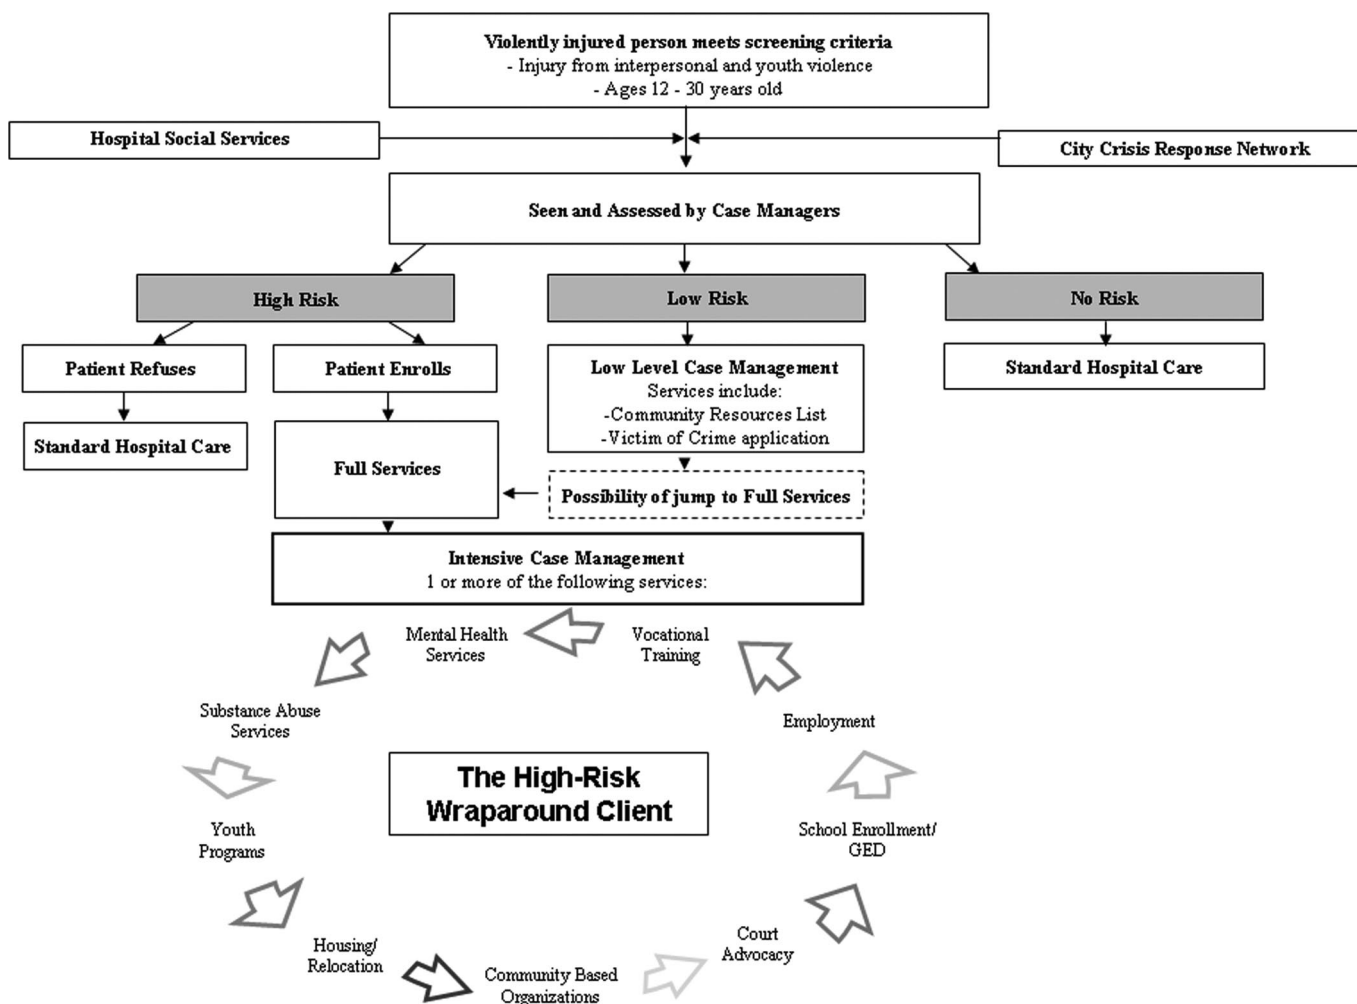 Violently injured person meets screening criteria
- Injury from interpersonal and youth violence
- Ages 12 - 30 years old
Hospital Social Services
City Crisis Response Network
Seen and Assessed by Case Managers
High Risk
Low Risk
No Risk
Patient Refuses
Patient Enrolls
Low Level Case Management
Services include:
-Community Resources List
-Victim of Crime application
Standard Hospital Care
Standard Hospital Care
Full Services
Possibility of jump to Full Services
Intensive Case Management
1 or more of the following services:
Mental Health
Services
Vocational
Training
Substance Abuse
Services
Employment
The High-Risk
Wraparound Client
Youth
Programs
School Enrollment/
GED
Housing/
Relocation
Community Based
Organizations
Court
Advocacy